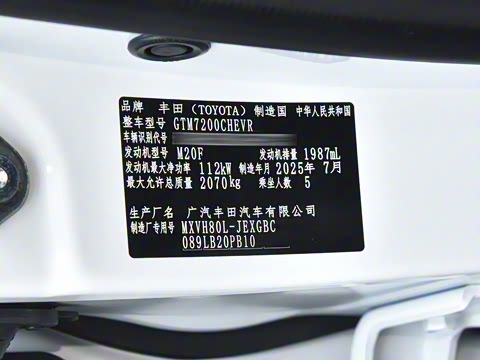 品牌 丰田(TOYOTA) 制造国 中华人民共和国
整车型号 GTM7200CHEVR
车辆识别代号
发动机型号 M20F 发动机排量 1987mL
发动机最大净功率 112kW 制造年月 2025年 7月
最大允许总质量 2070kg 乘坐人数 5
生产厂厂 广汽丰田汽车有限公司
制造厂专用号 MXVH80L-JEXGBC
089LB20PB10